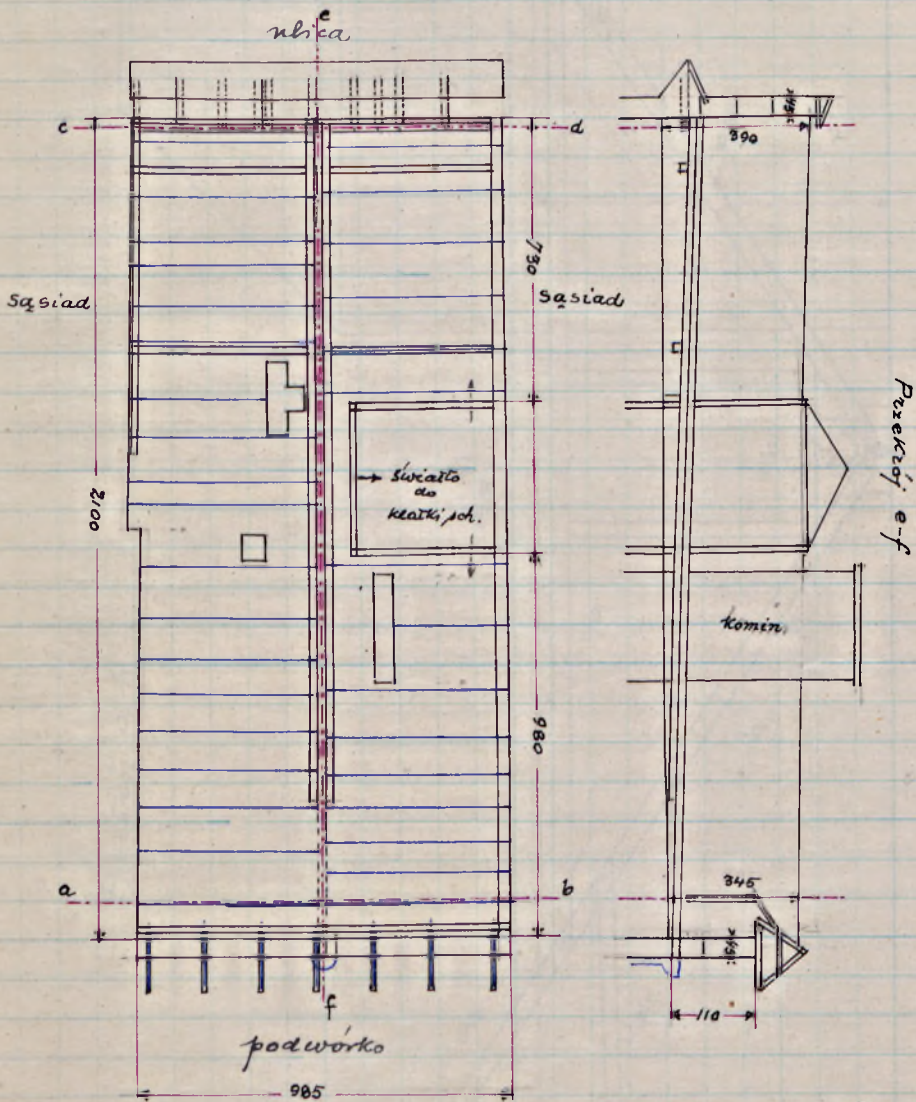 e
ulica
c
d
390
730
sąsiad
sąsiad
Przekrój e-f
światło
do
klatki sch.
2100
komin
980
a
b
345
f
110
podwórko
985